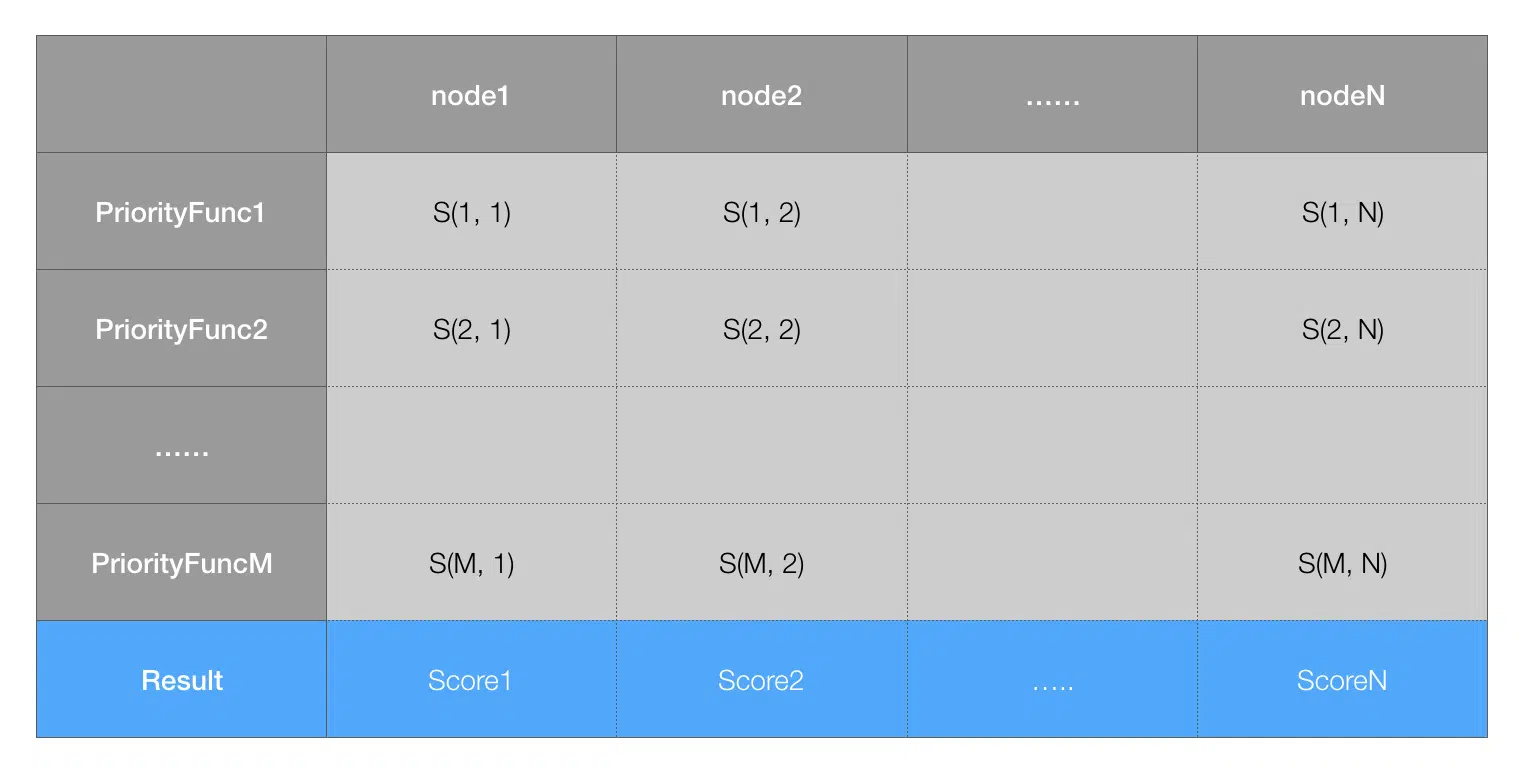 node1 node2 ...... nodeN
PriorityFunc1 S(1, 1) S(1, 2) S(1, N)
PriorityFunc2 S(2, 1) S(2, 2) S(2, N)
......
PriorityFuncM S(M, 1) S(M, 2) S(M, N)
Result Score1 Score2 ..... ScoreN